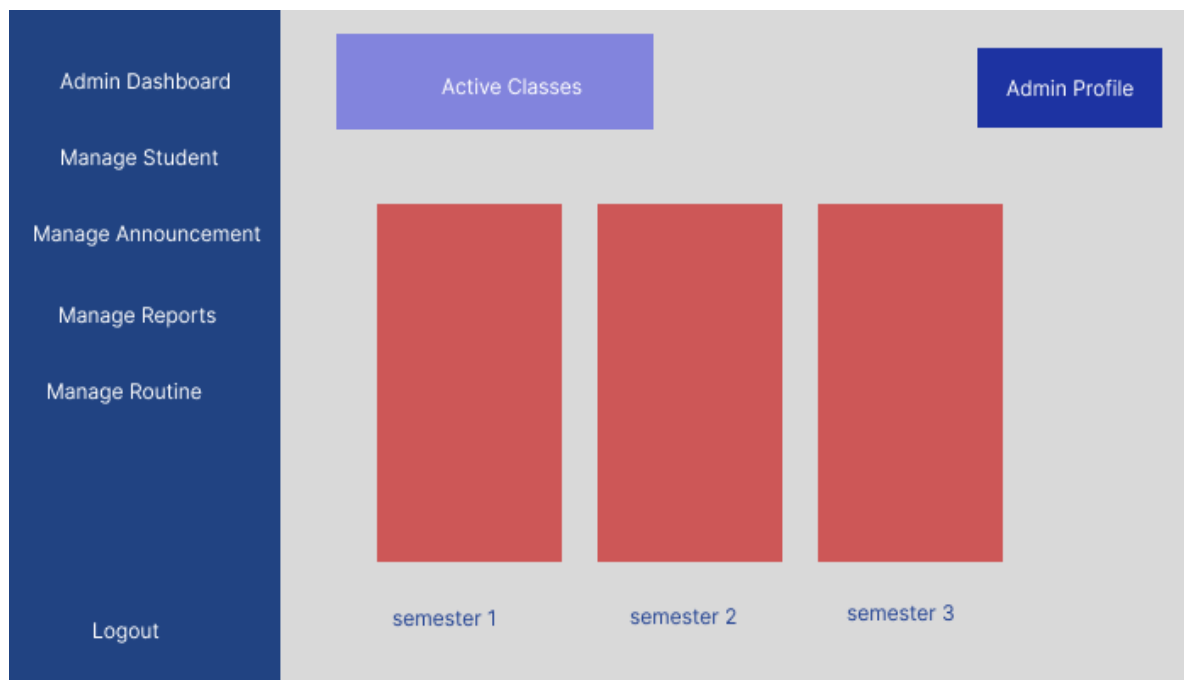 Admin Dashboard
Manage Student
Manage Announcement
Manage Reports
Manage Routine
Logout
Active Classes
Admin Profile
semester 1
semester 2
semester 3